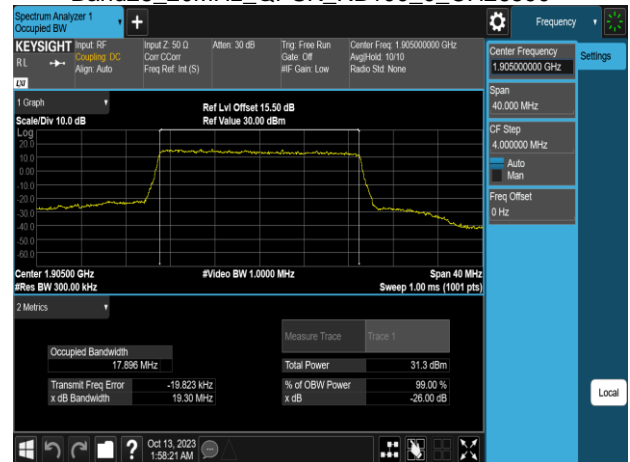 Spectrum Analyzer 1
Occupied BW
Frequency
KEYSIGHT
RL
Input: RF
Coupling: DC
Align: Auto
Input Z: 50 Ω
Corr CCorr
Freq Ref: Int (S)
Atten: 30 dB
Trig: Free Run
Gate: Off
#IF Gain: Low
Center Freq: 1.905000000 GHz
Avg|Hold: 10/10
Radio Std: None
Center Frequency
1.905000000 GHz
Settings
Span
40.000 MHz
CF Step
4.000000 MHz
Auto
Man
Freq Offset
0 Hz
1 Graph
Scale/Div 10.0 dB
Ref Lvl Offset 15.50 dB
Ref Value 30.00 dBm
Log
20.0
10.0
0.00
-10.0
-20.0
-30.0
-40.0
-50.0
-60.0
Center 1.90500 GHz
#Video BW 1.0000 MHz
Span 40 MHz
#Res BW 300.00 kHz
Sweep 1.00 ms (1001 pts)
2 Metrics
Measure Trace
Trace 1
Occupied Bandwidth
17.896 MHz
Total Power
31.3 dBm
Transmit Freq Error
-19.823 kHz
% of OBW Power
99.00 %
x dB Bandwidth
19.30 MHz
x dB
-26.00 dB
Local
Oct 13, 2023
1:58:21 AM